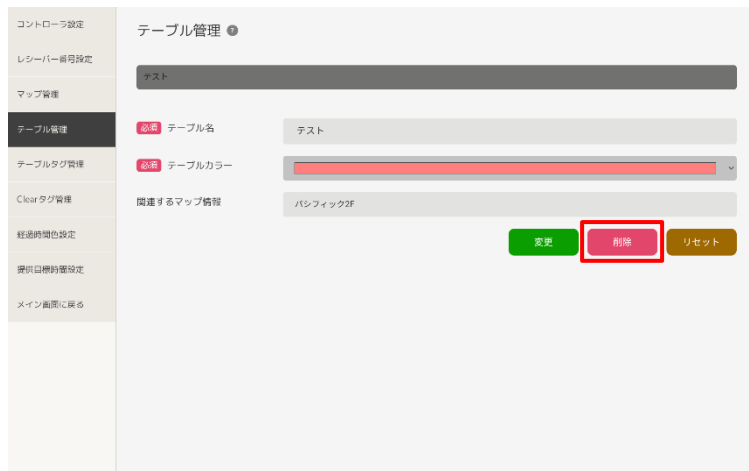 コントローラ設定
レシーバー番号設定
マップ管理
テーブル管理
テーブルタグ管理
Clearタグ管理
経過時間色設定
提供目標時間設定
メイン画面に戻る
テーブル管理 ?
テスト
必須 テーブル名
テスト
必須 テーブルカラー
関連するマップ情報
パシフィック2F
変更 削除 リセット